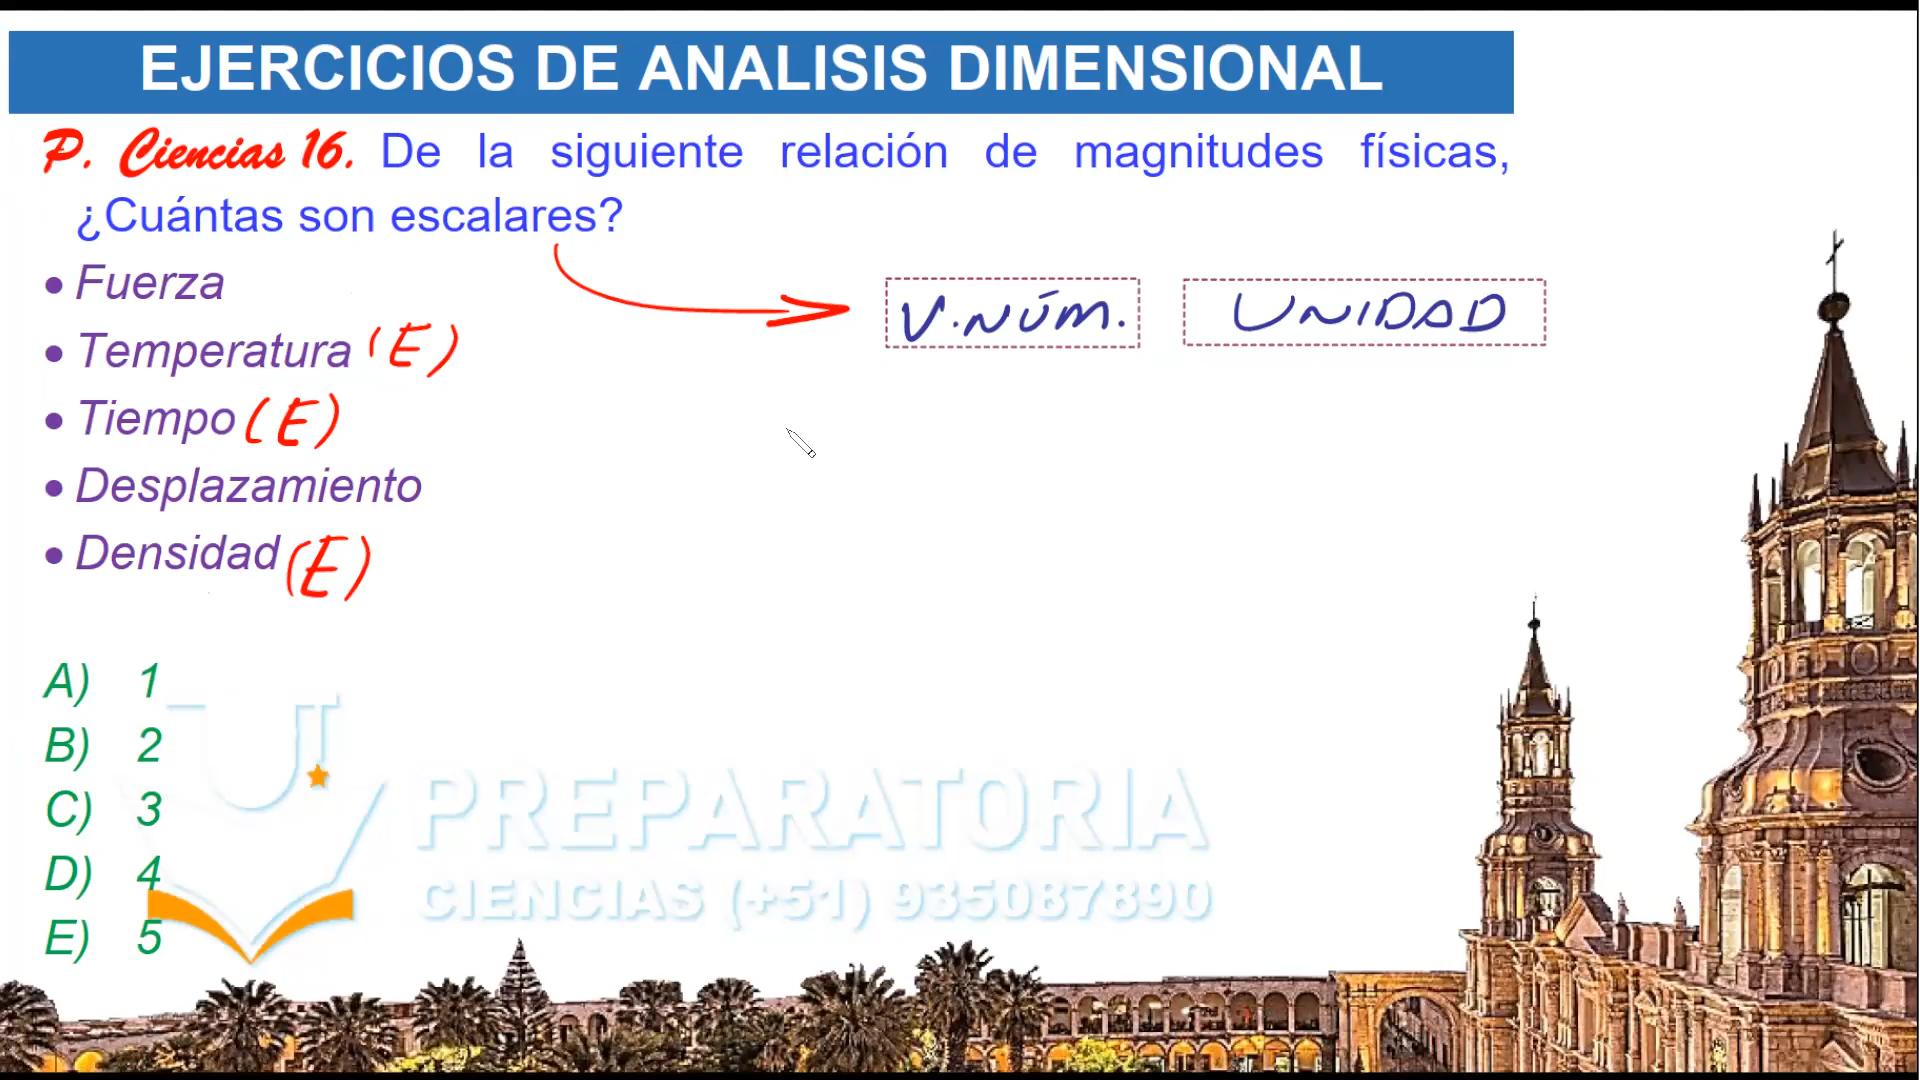 EJERCICIOS DE ANALISIS DIMENSIONAL
P. Ciencias 16. De la siguiente relación de magnitudes físicas,
¿Cuántas son escalares?
• Fuerza
V. NÚM. UNIDAD
• Temperatura (E)
• Tiempo (E)
• Desplazamiento
• Densidad (E)
A) 1
B) 2
C) 3
D) 4
E) 5
PREPARATORIA
CIENCIAS (+51) 935087890